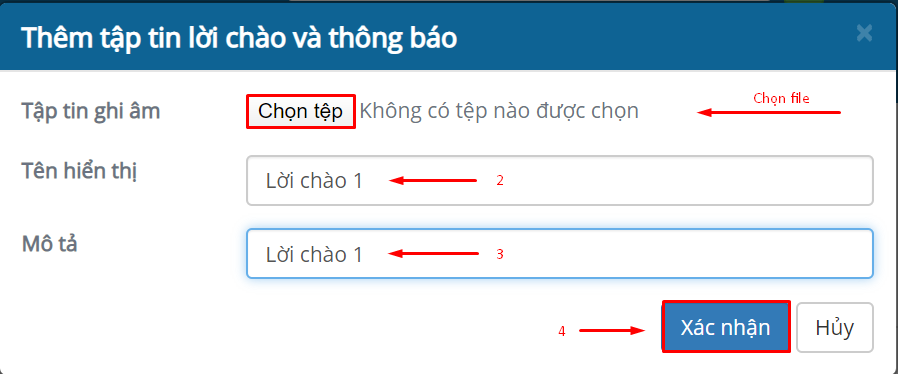 Thêm tập tin lời chào và thông báo ×
Tập tin ghi âm Chọn tệp Không có tệp nào được chọn Chọn file
Tên hiển thị Lời chào 1 2
Mô tả Lời chào 1 3
4 Xác nhận Hủy